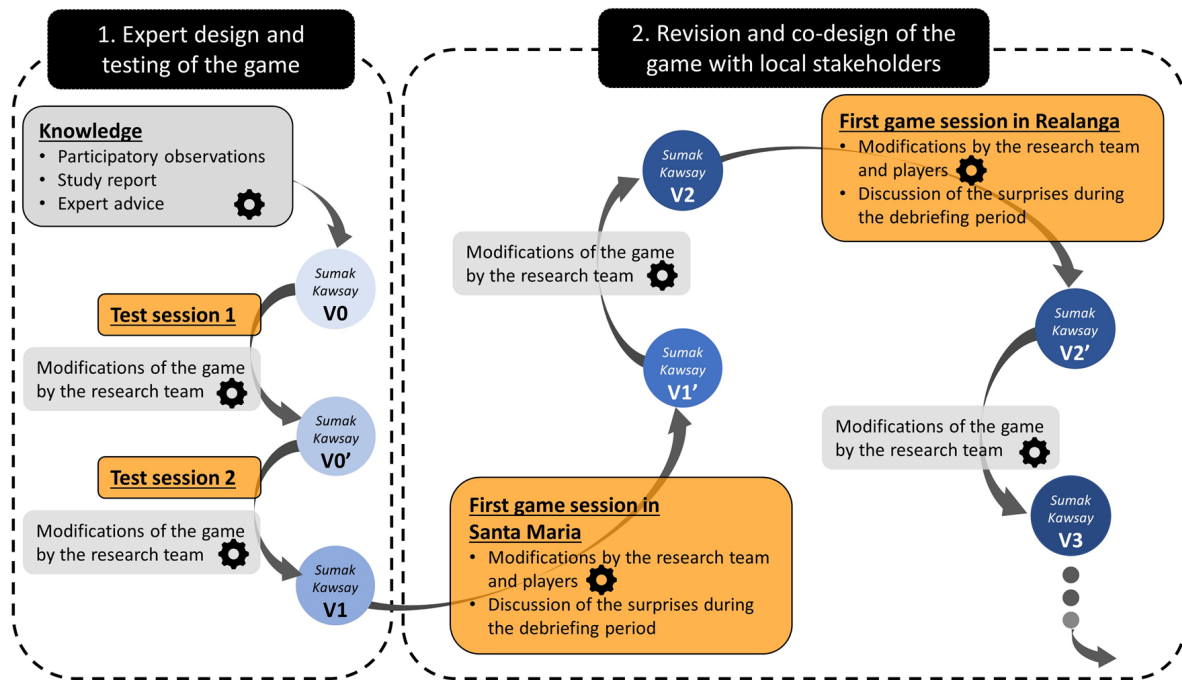 1. Expert design and
testing of the game
Knowledge
• Participatory observations
• Study report
• Expert advice
Sumak
Kawsay
V0
Test session 1
Modifications of the game
by the research team
Sumak
Kawsay
V0’
Test session 2
Modifications of the game
by the research team
Sumak
Kawsay
V1
2. Revision and co-design of the
game with local stakeholders
First game session in
Santa Maria
• Modifications by the research team
and players
• Discussion of the surprises during
the debriefing period
Sumak
Kawsay
V1’
Modifications of the game
by the research team
Sumak
Kawsay
V2
First game session in Realanga
• Modifications by the research team
and players
• Discussion of the surprises during
the debriefing period
Sumak
Kawsay
V2’
Modifications of the game
by the research team
Sumak
Kawsay
V3